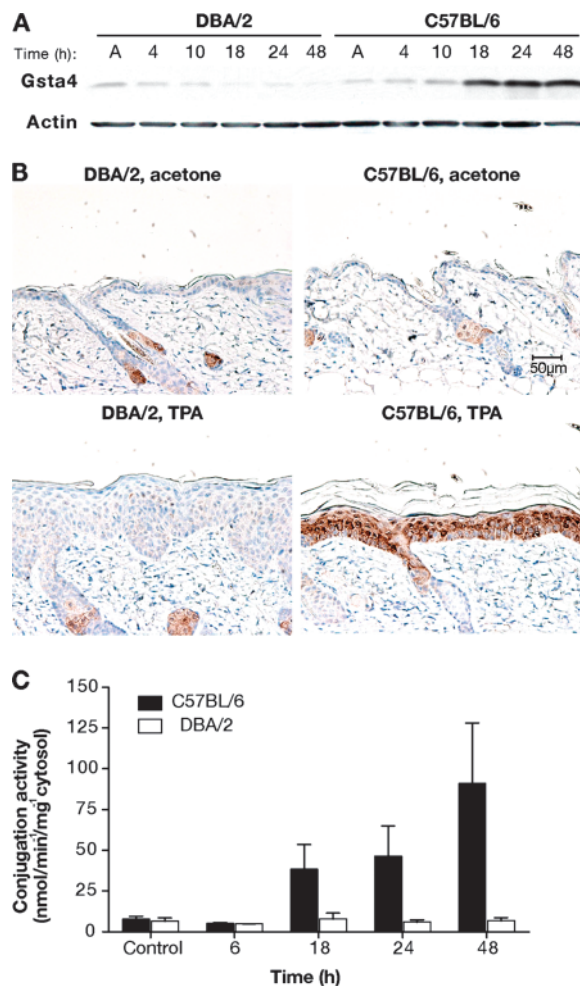 A DBA/2 C57BL/6
Time (h): A 4 10 18 24 48 A 4 10 18 24 48
Gsta4
Actin
B DBA/2, acetone C57BL/6, acetone
50µm
DBA/2, TPA C57BL/6, TPA
C
150
C57BL/6
DBA/2
125
100
75
50
25
0
Conjugation activity
(nmol/min⁻¹/mg⁻¹cytosol)
Control 6 18 24 48
Time (h)